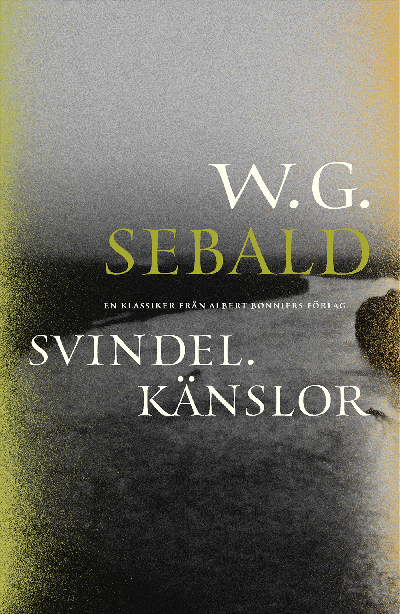 W. G.
SEBALD
EN KLASSIKER FRÅN ALBERT BONNIERS FÖRLAG
SVINDEL.
KÄNSLOR